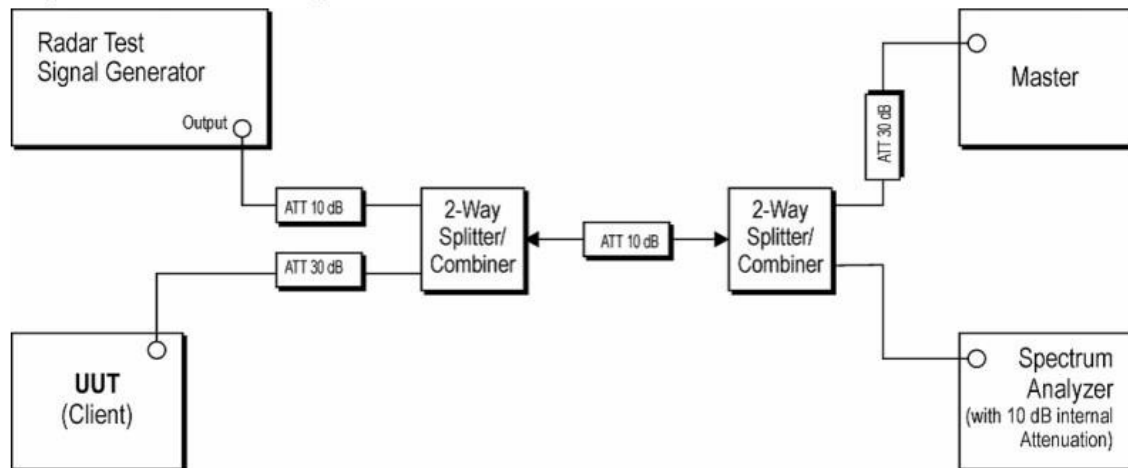 Radar Test
Signal Generator
Output
ATT 10 dB
ATT 30 dB
UUT
(Client)
2-Way
Splitter/
Combiner
ATT 10 dB
2-Way
Splitter/
Combiner
ATT 30 dB
Master
Spectrum
Analyzer
(with 10 dB internal
Attenuation)